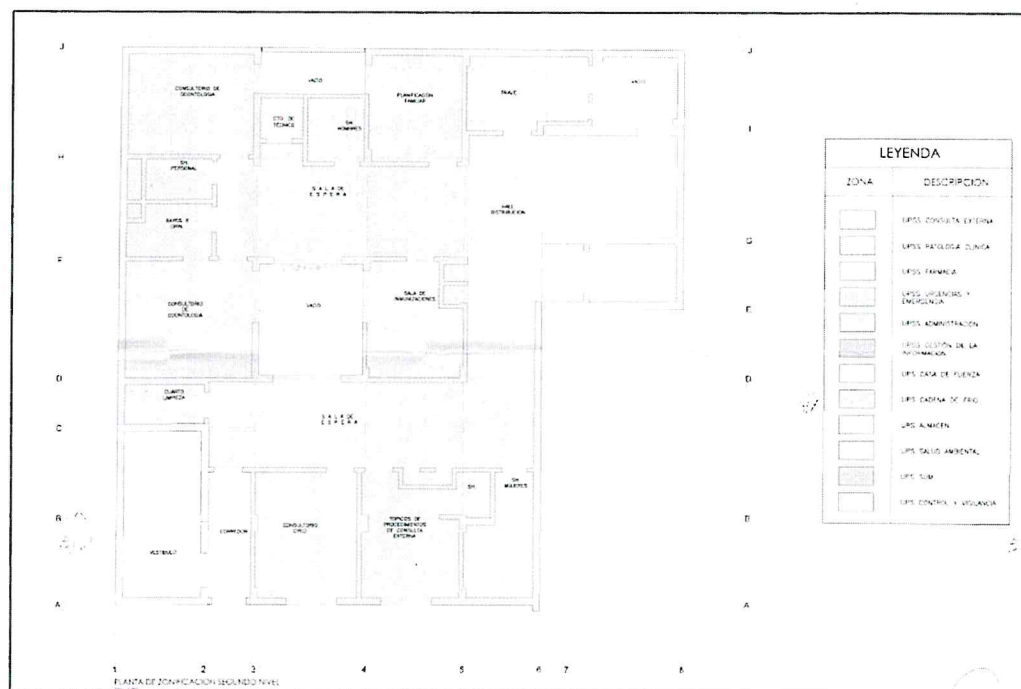 J
J
CONSULTORIO DE
ODONTOLOGIA
VACIO
PLANIFICACION
FAMILIAR
TRIAJE
VACIO
CTO. DE
TECNICO
SH.
HOMBRES
I
H
SH.
PERSONAL
SALA DE
ESPERA
HALL
DISTRIBUCION
G
F
CONSULTORIO
DE
ODONTOLOGIA
VACIO
SALA DE
INMUNIZACIONES
E
D
D
CUARTO
LIMPIEZA
SALA DE
ESPERA
C
SH.
SH.
MUJERES
B
B
VESTIBULO
CORREDOR
CONSULTORIO
CRED
TOPICOS DE
PROCEDIMIENTOS
DE CONSULTA
EXTERNA
A
A
1 2 3 4 5 6 7 8
PLANTA DE ZONIFICACION SEGUNDO NIVEL
LEYENDA
ZONA DESCRIPCION
UPSS. CONSULTA EXTERNA
UPSS. PATOLOGIA CLINICA
UPSS. FARMACIA
UPSS. URGENCIAS Y
EMERGENCIA
UPSS. ADMINISTRACION
UPSS. GESTIÓN DE LA
INFORMACION
UPS. CASA DE FUERZA
UPS. CADENA DE FRIO
UPS. ALMACEN
UPS. SALUD AMBIENTAL
UPS. SUM
UPS. CONTROL Y VIGILANCIA